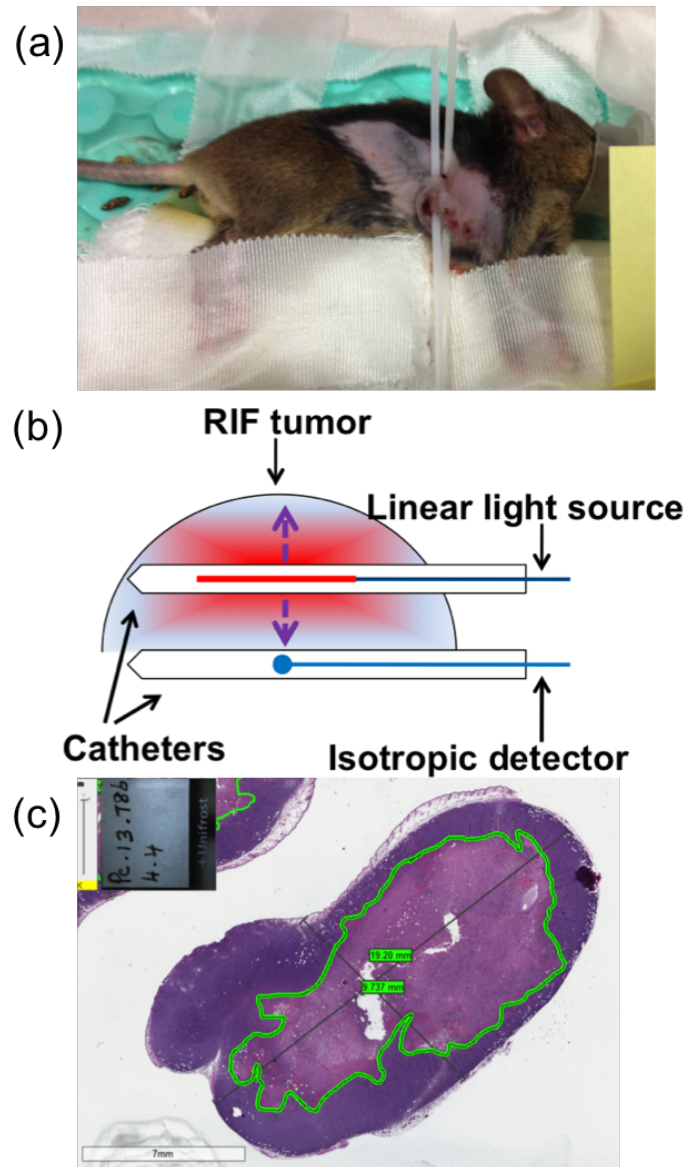 (a)
(b)
RIF tumor
Linear light source
Catheters
Isotropic detector
(c)
Pc.13.786
4.4
+ Unifrost
19.20 mm
9.737 mm
7mm